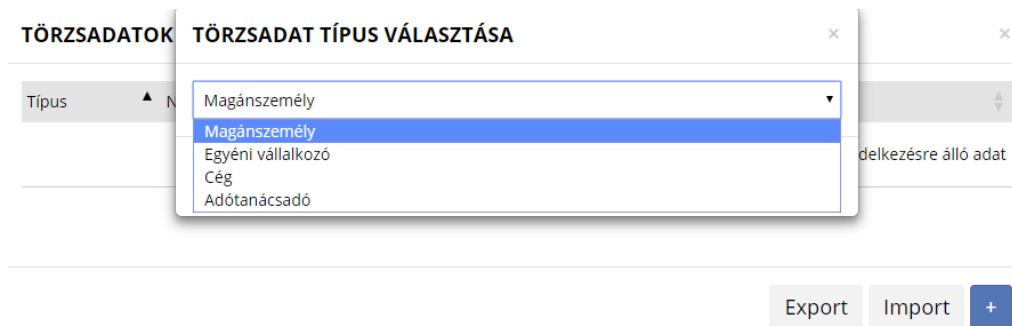 TÖRZSADATOK
TÖRZSADAT TÍPUS VÁLASZTÁSA
×
×
Típus
N
Magánszemély
Magánszemély
Egyéni vállalkozó
Cég
Adótanácsadó
delkezésre álló adat
Export
Import
+